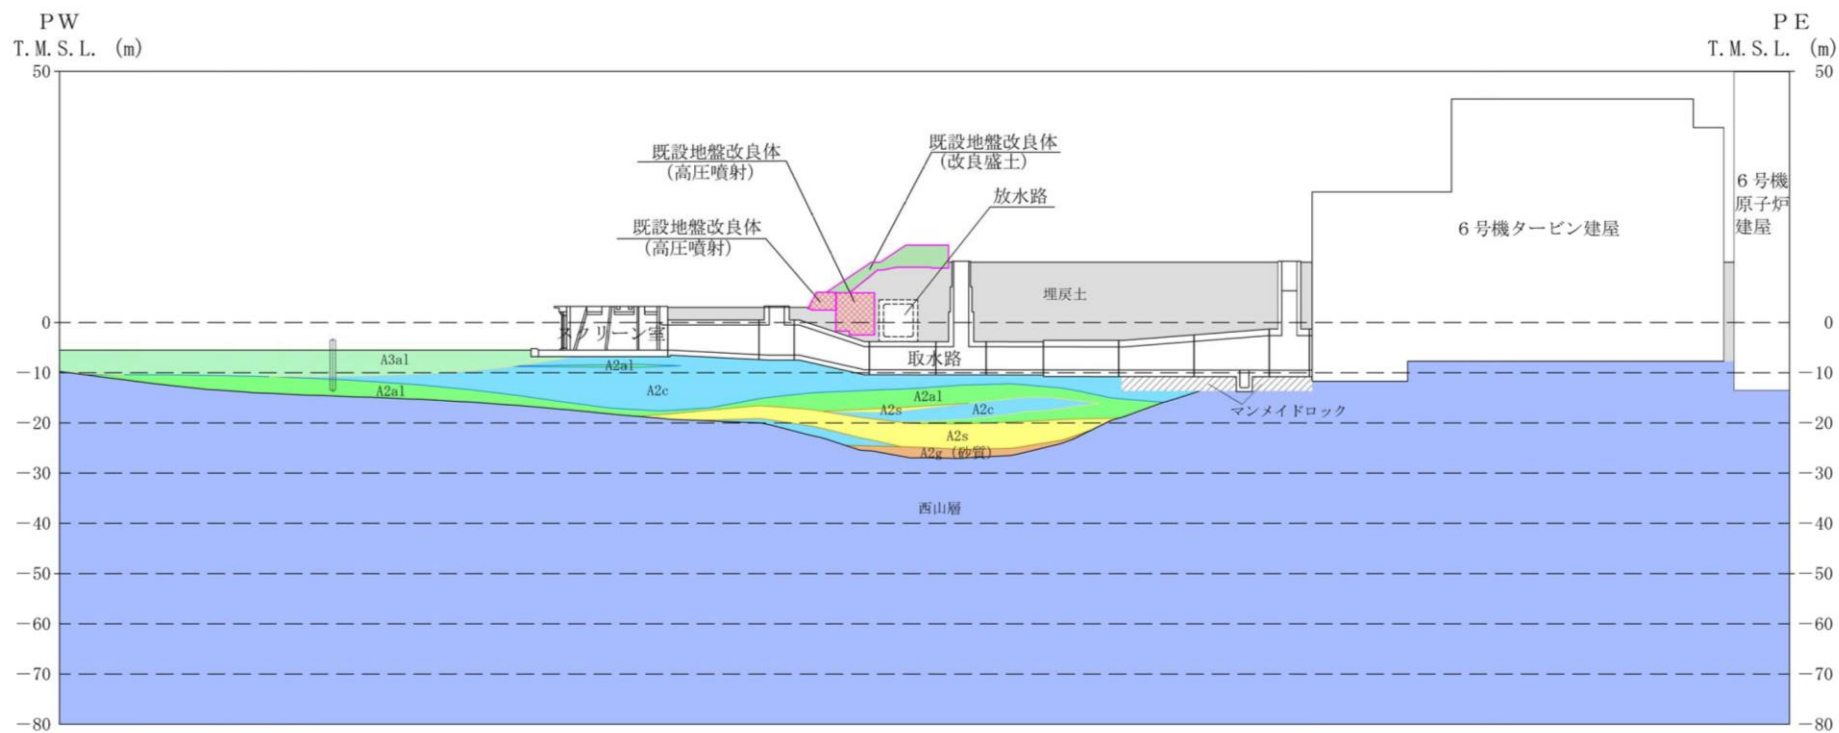 PW
T.M.S.L. (m)
PE
T.M.S.L. (m)
50
50
既設地盤改良体
(改良盛土)
既設地盤改良体
(高圧噴射)
放水路
6号機
原子炉
建屋
既設地盤改良体
(高圧噴射)
6号機タービン建屋
埋戻土
0
スクリーン室
0
取水路
A3al
A2al
−10
−10
A2al
A2c
A2al
A2s
A2c
マンメイドロック
−20
−20
A2s
A2g (砂質)
−30
−30
西山層
−40
−40
−50
−50
−60
−60
−70
−70
−80
−80